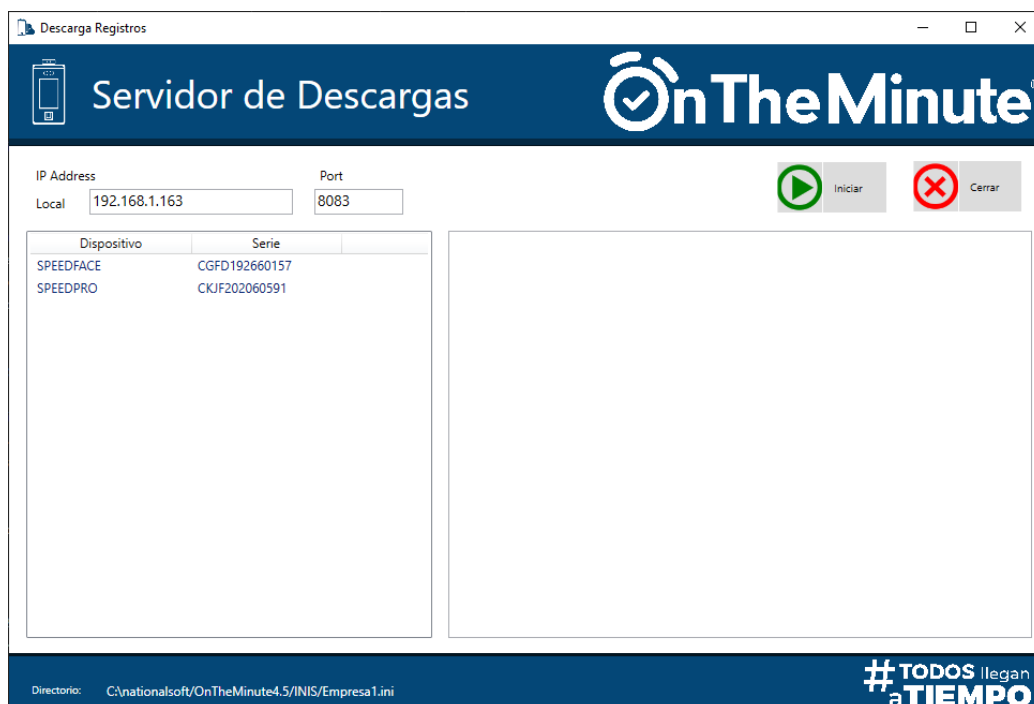 Descarga Registros
Servidor de Descargas
OnTheMinute
IP Address
Port
Local
192.168.1.163
8083
Iniciar
Cerrar
Dispositivo
Serie
SPEEDFACE
CGFD192660157
SPEEDPRO
CKJF202060591
Directorio:
C:\nationalsoft/OnTheMinute4.5/INIS/Empresa1.ini
# TODOS llegan
aTIEMPO